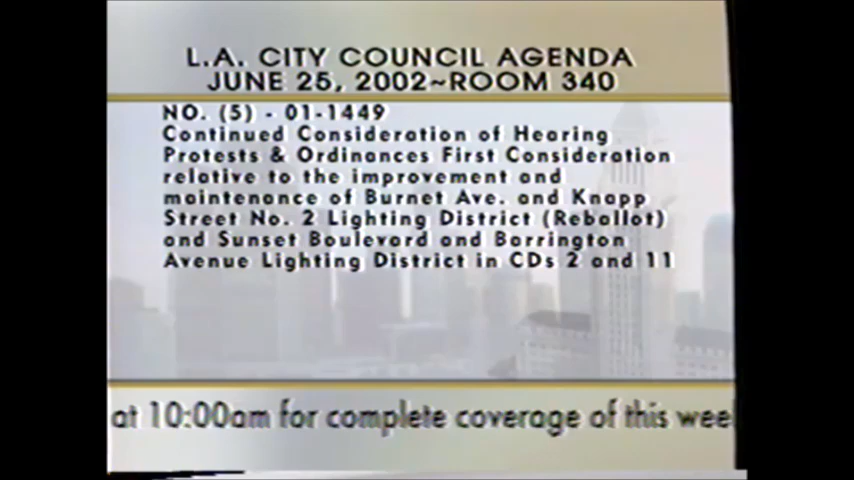 L.A. CITY COUNCIL AGENDA
JUNE 25, 2002~ROOM 340
NO. (5) - 01-1449
Continued Consideration of Hearing
Protests & Ordinances First Consideration
relative to the improvement and
maintenance of Burnet Ave. and Knapp
Street No. 2 Lighting District (Reballot)
and Sunset Boulevard and Barrington
Avenue Lighting District in CDs 2 and 11
at 10:00am for complete coverage of this wee